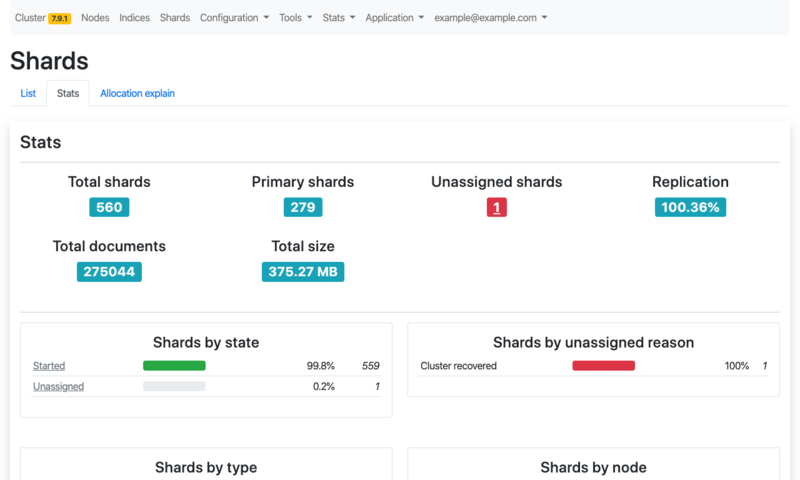 Cluster 7.9.1 Nodes Indices Shards Configuration Tools Stats Application example@example.com
Shards
List Stats Allocation explain
Stats
Total shards Primary shards Unassigned shards Replication
560 279 1 100.36%
Total documents Total size
275044 375.27 MB
Shards by state Shards by unassigned reason
Started 99.8% 559 Cluster recovered 100% 1
Unassigned 0.2% 1
Shards by type Shards by node